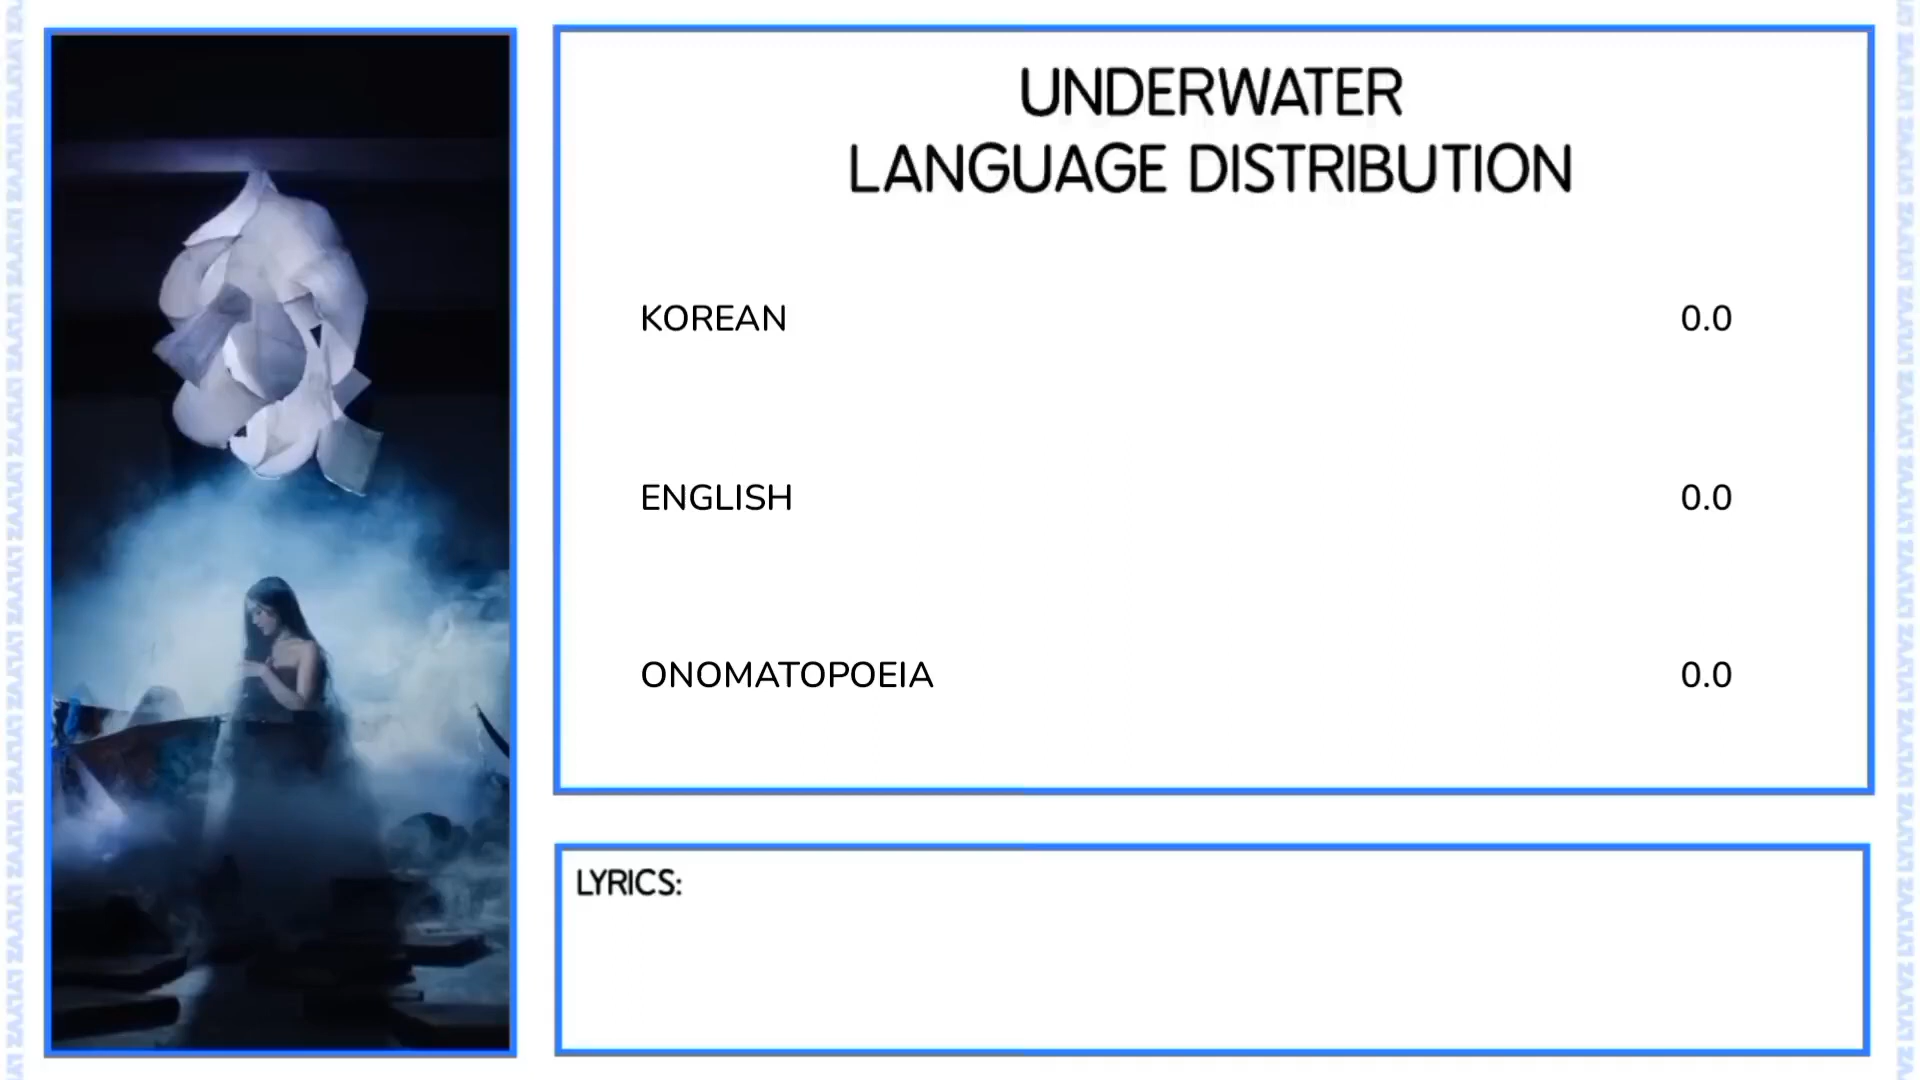 UNDERWATER
LANGUAGE DISTRIBUTION
KOREAN 0.0
ENGLISH 0.0
ONOMATOPOEIA 0.0
LYRICS: